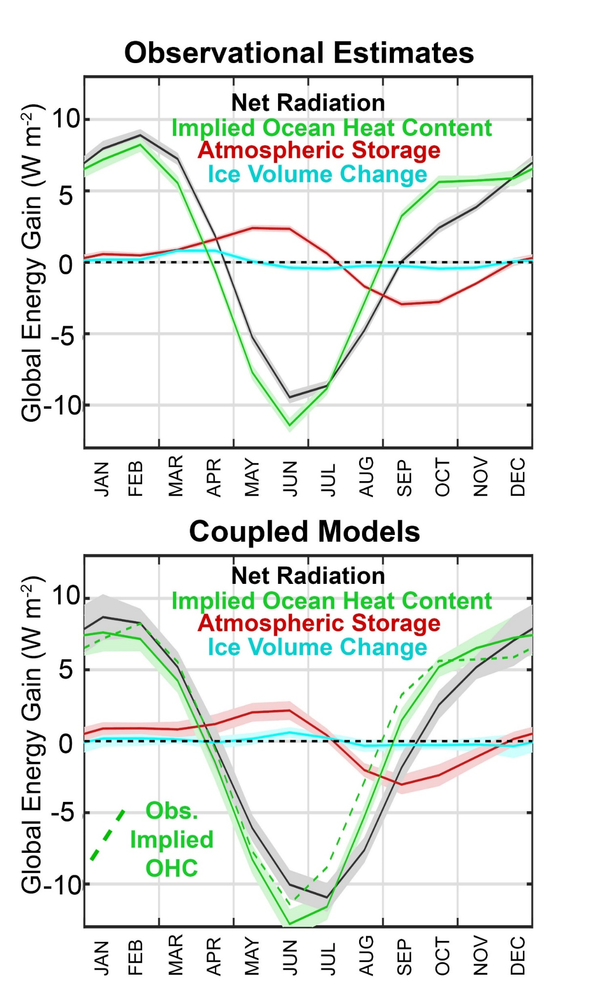 Observational Estimates
Net Radiation
Implied Ocean Heat Content
Atmospheric Storage
Ice Volume Change
Global Energy Gain (W m-2)
10
5
0
-5
-10
JAN
FEB
MAR
APR
MAY
JUN
JUL
AUG
SEP
OCT
NOV
DEC
Coupled Models
Net Radiation
Implied Ocean Heat Content
Atmospheric Storage
Ice Volume Change
Global Energy Gain (W m-2)
10
5
0
-5
-10
Obs.
Implied
OHC
JAN
FEB
MAR
APR
MAY
JUN
JUL
AUG
SEP
OCT
NOV
DEC